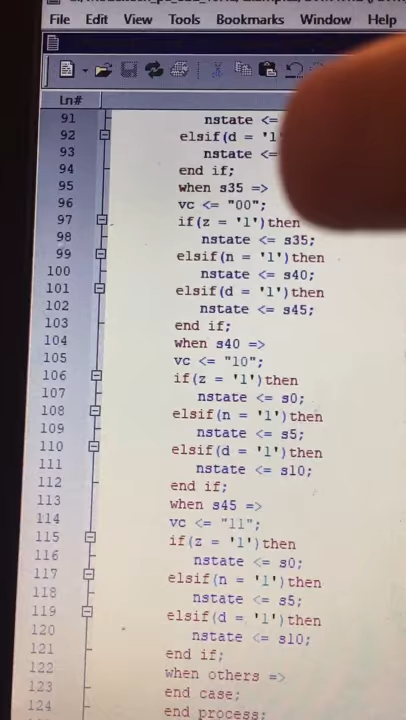 File Edit View Tools Bookmarks Window Help
Ln#
91 nstate <=
92 elsif(d = '1'
93 nstate <=
94 end if;
95 when s35 =>
96 vc <= "00";
97 if(z = '1')then
98 nstate <= s35;
99 elsif(n = '1')then
100 nstate <= s40;
101 elsif(d = '1')then
102 nstate <= s45;
103 end if;
104 when s40 =>
105 vc <= "10";
106 if(z = '1')then
107 nstate <= s0;
108 elsif(n = '1')then
109 nstate <= s5;
110 elsif(d = '1')then
111 nstate <= s10;
112 end if;
113 when s45 =>
114 vc <= "11";
115 if(z = '1')then
116 nstate <= s0;
117 elsif(n = '1')then
118 nstate <= s5;
119 elsif(d = '1')then
120 nstate <= s10;
121 end if;
122 when others =>
123 end case;
124 end process;